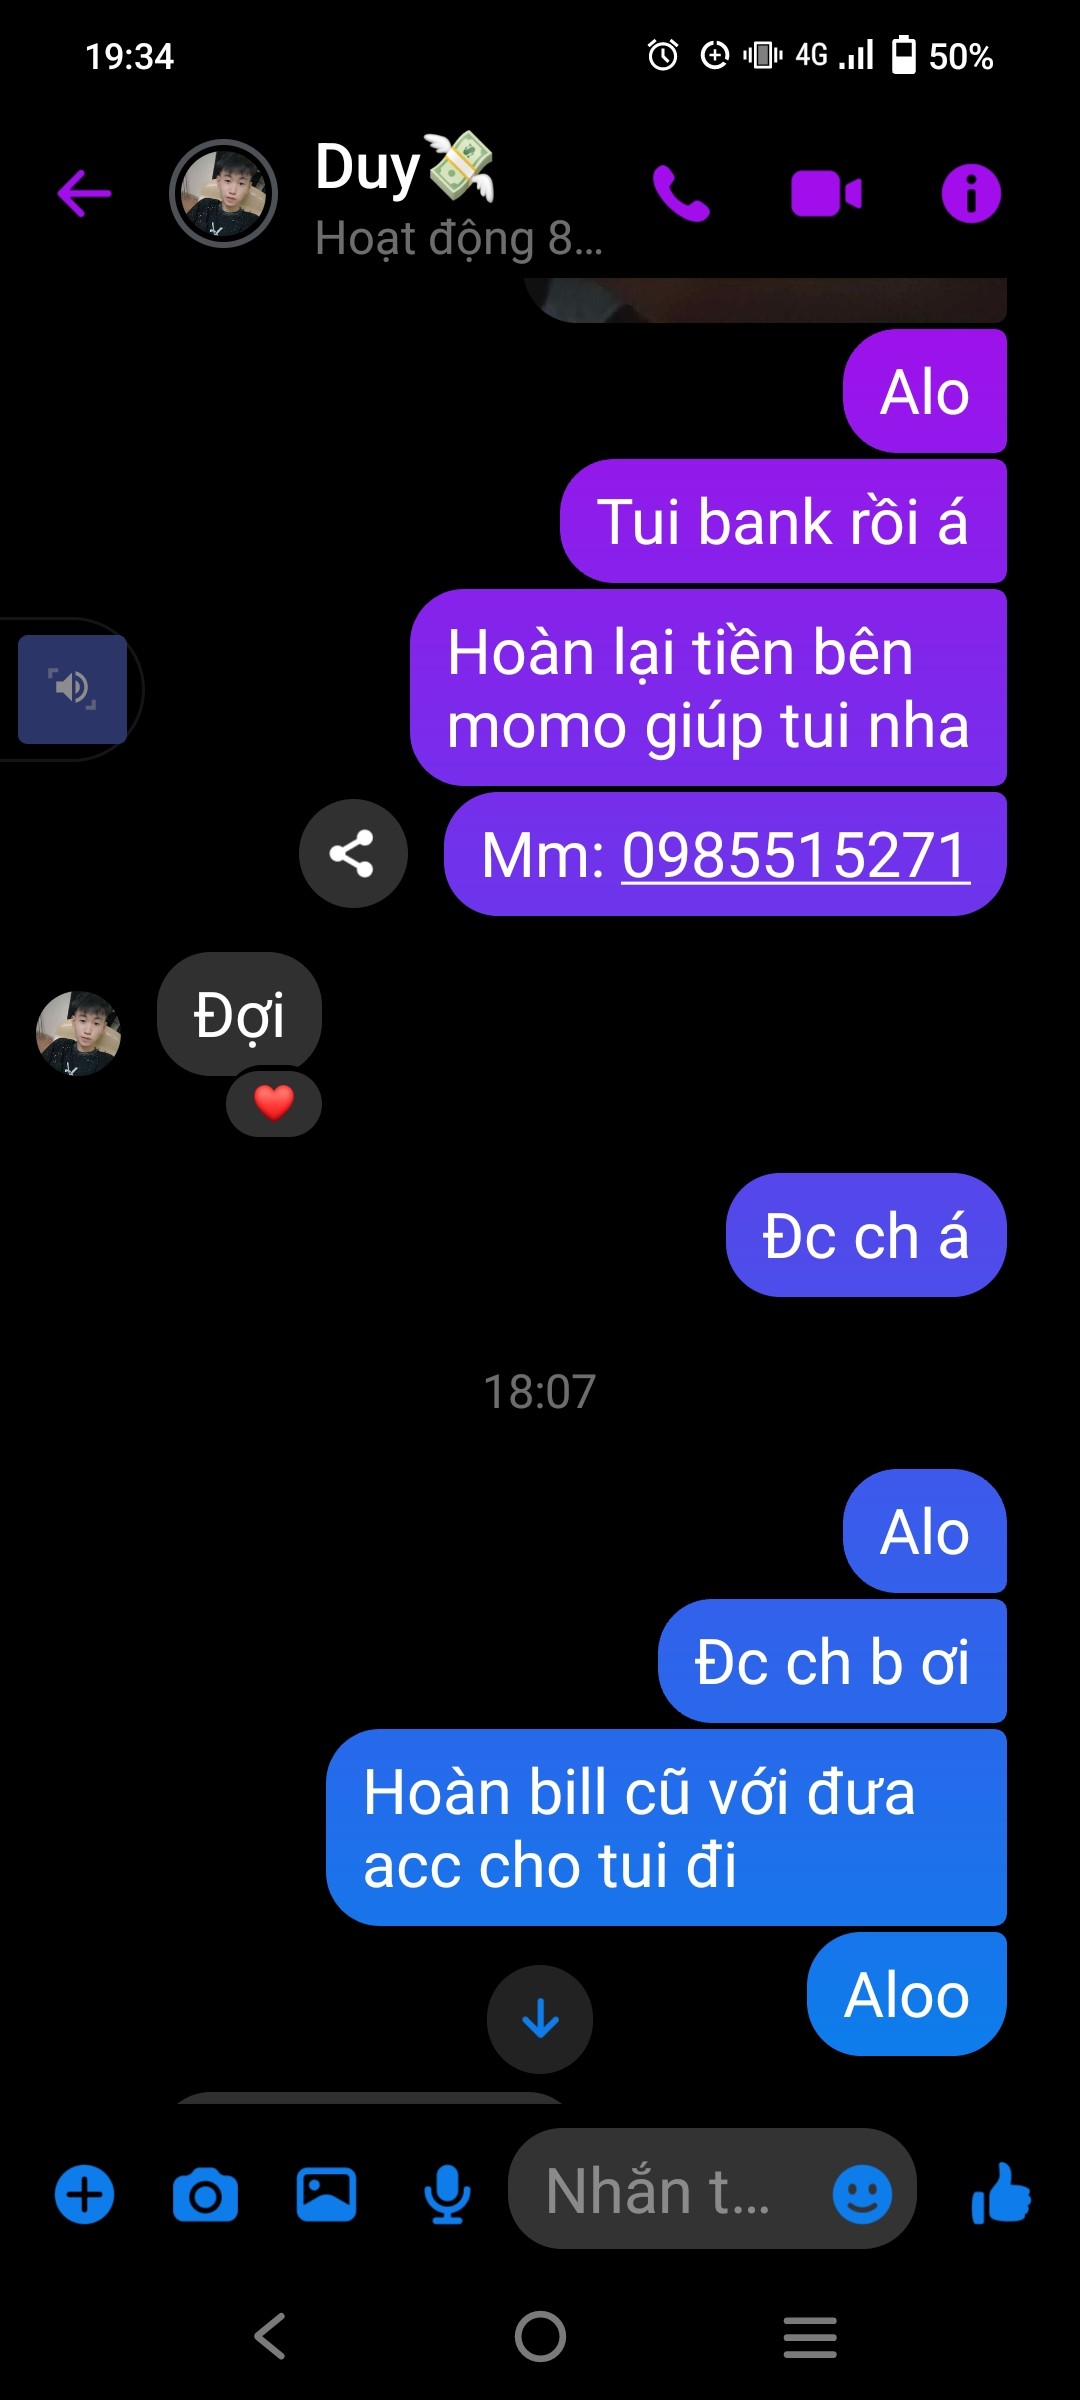 19:34
4G
50%
Duy💸
Hoạt động 8...
Alo
Tui bank rồi á
Hoàn lại tiền bên
momo giúp tui nha
Mm: 0985515271
Đợi
Đc ch á
18:07
Alo
Đc ch b ơi
Hoàn bill cũ với đưa
acc cho tui đi
Aloo
Nhắn t...